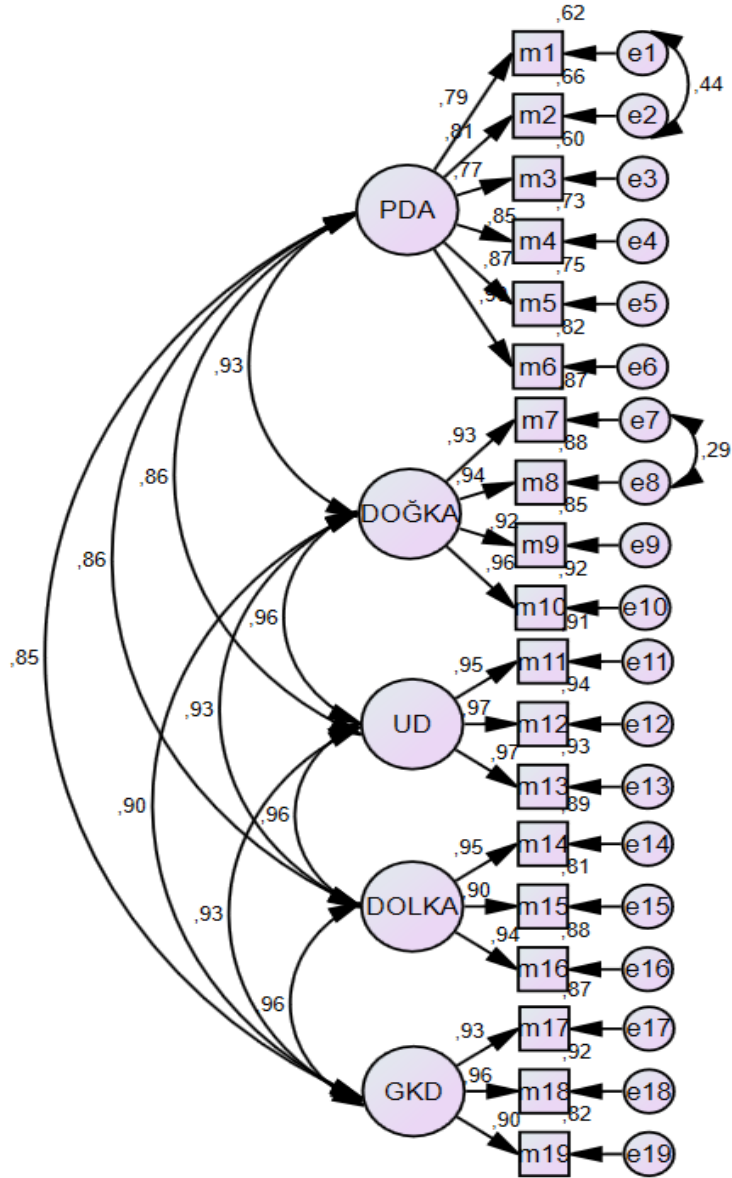 ,62
m1 e1
,79 ,66 ,44
m2 e2
,81 ,60
,77 m3 e3
PDA ,73
,85 m4 e4
,87 ,75
m5 e5
,82
,93 m6 e6
,87
m7 e7
,93 ,88 ,29
,86 ,94 m8 e8
DOĞKA ,85
,92 m9 e9
,86 ,96 ,92
m10 e10
,96 ,91
,85 m11 e11
,95 ,94
,93 UD ,97 m12 e12
,93
,97 m13 e13
,90 ,96 ,89
,95 m14 e14
,81
,93 DOLKA ,90 m15 e15
,88
,94 m16 e16
,96 ,87
,93 m17 e17
,92
GKD ,96 m18 e18
,82
,90 m19 e19